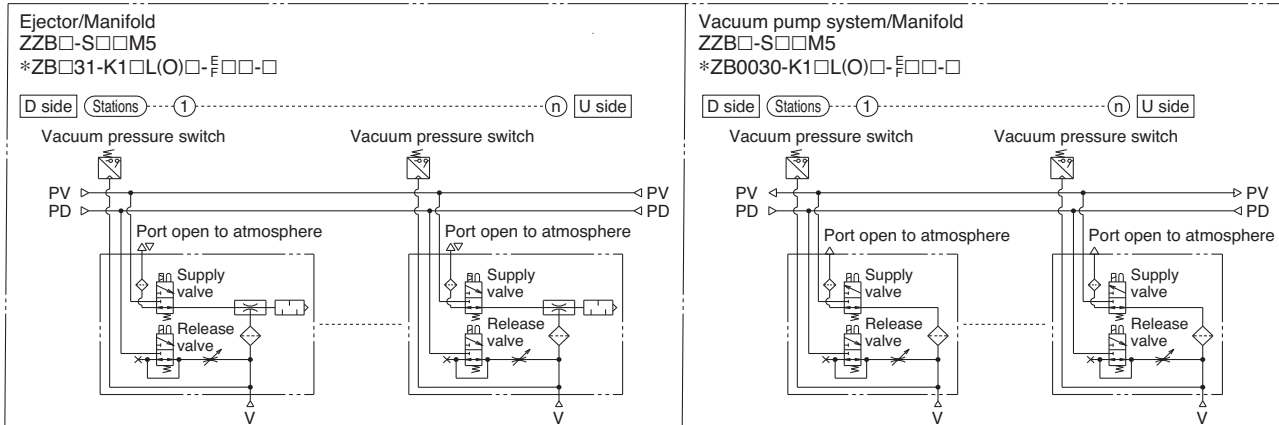 Ejector/Manifold
ZZB□-S□□M5
*ZB□31-K1□L(O)□-E/F□□-□
D side Stations 1 n U side
Vacuum pressure switch Vacuum pressure switch
PV PV
PD PD
Port open to atmosphere Port open to atmosphere
Supply valve Supply valve
Release valve Release valve
V V
Vacuum pump system/Manifold
ZZB□-S□□M5
*ZB0030-K1□L(O)□-E/F□□-□
D side Stations 1 n U side
Vacuum pressure switch Vacuum pressure switch
PV PV
PD PD
Port open to atmosphere Port open to atmosphere
Supply valve Supply valve
Release valve Release valve
V V